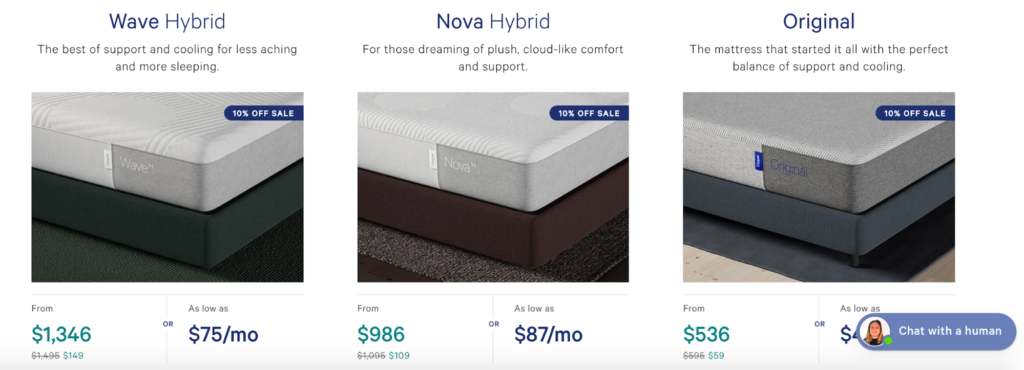 Wave Hybrid
The best of support and cooling for less aching
and more sleeping.
10% OFF SALE
Wave
From
$1,346
$1,495 $149
OR
As low as
$75/mo
Nova Hybrid
For those dreaming of plush, cloud-like comfort
and support.
10% OFF SALE
Nova
From
$986
$1,095 $109
OR
As low as
$87/mo
Original
The mattress that started it all with the perfect
balance of support and cooling.
10% OFF SALE
Casper
Original
From
$536
$595 $59
OR
As low as
Chat with a human